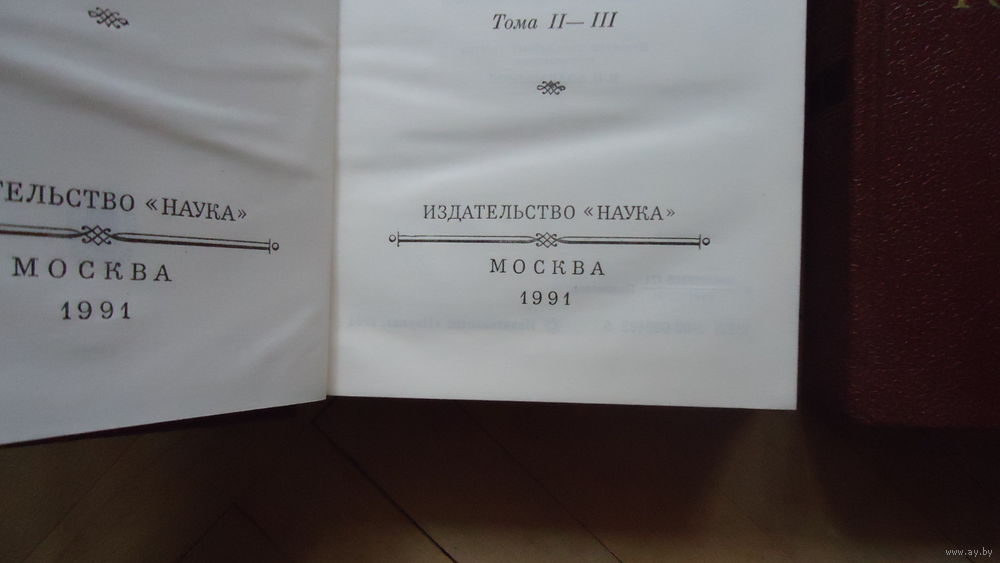 ТЕЛЬСТВО «НАУКА»
МОСКВА
1991
Тома II—III
ИЗДАТЕЛЬСТВО «НАУКА»
МОСКВА
1991
www.ay.by